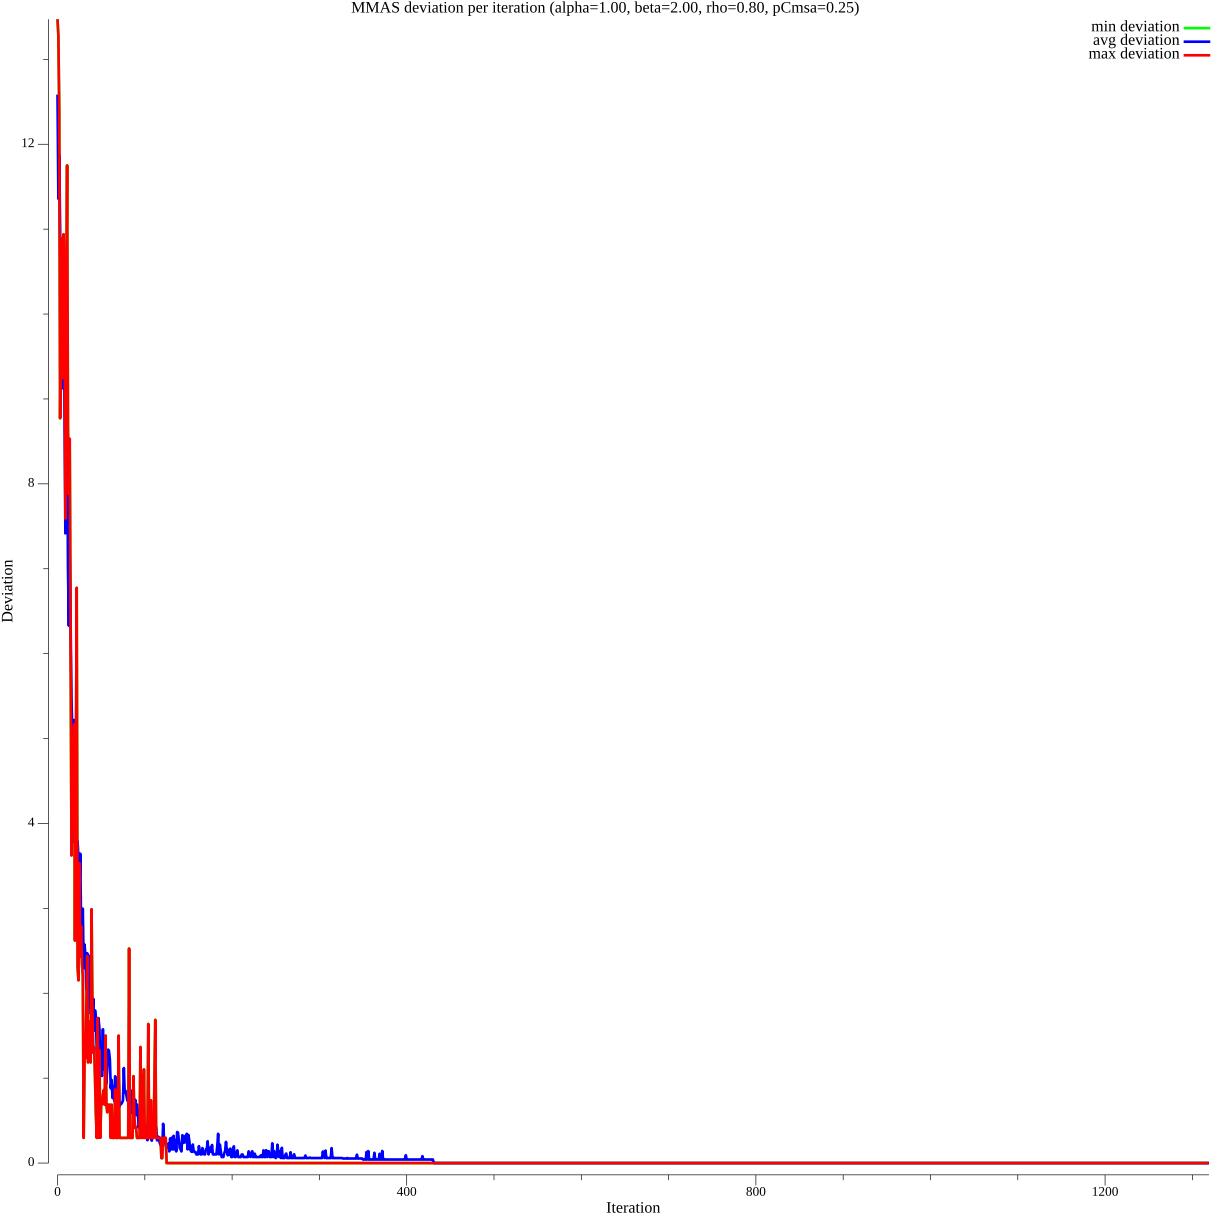 MMAS deviation per iteration (alpha=1.00, beta=2.00, rho=0.80, pCmsa=0.25)
min deviation
avg deviation
max deviation
12
8
4
0
Deviation
0 400 800 1200
Iteration